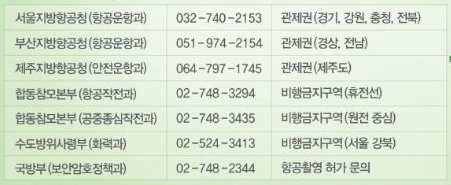 서울지방항공청 (항공운항과) 032-740-2153 관제권 (경기, 강원, 충청, 전북)
부산지방항공청 (항공운항과) 051-974-2154 관제권 (경상, 전남)
제주지방항공청 (안전운항과) 064-797-1745 관제권 (제주도)
합동참모본부 (항공작전과) 02-748-3294 비행금지구역 (휴전선)
합동참모본부 (공중종심작전과) 02-748-3435 비행금지구역 (원전 중심)
수도방위사령부 (화력과) 02-524-3413 비행금지구역 (서울 강북)
국방부 (보안암호정책과) 02-748-2344 항공촬영 허가 문의